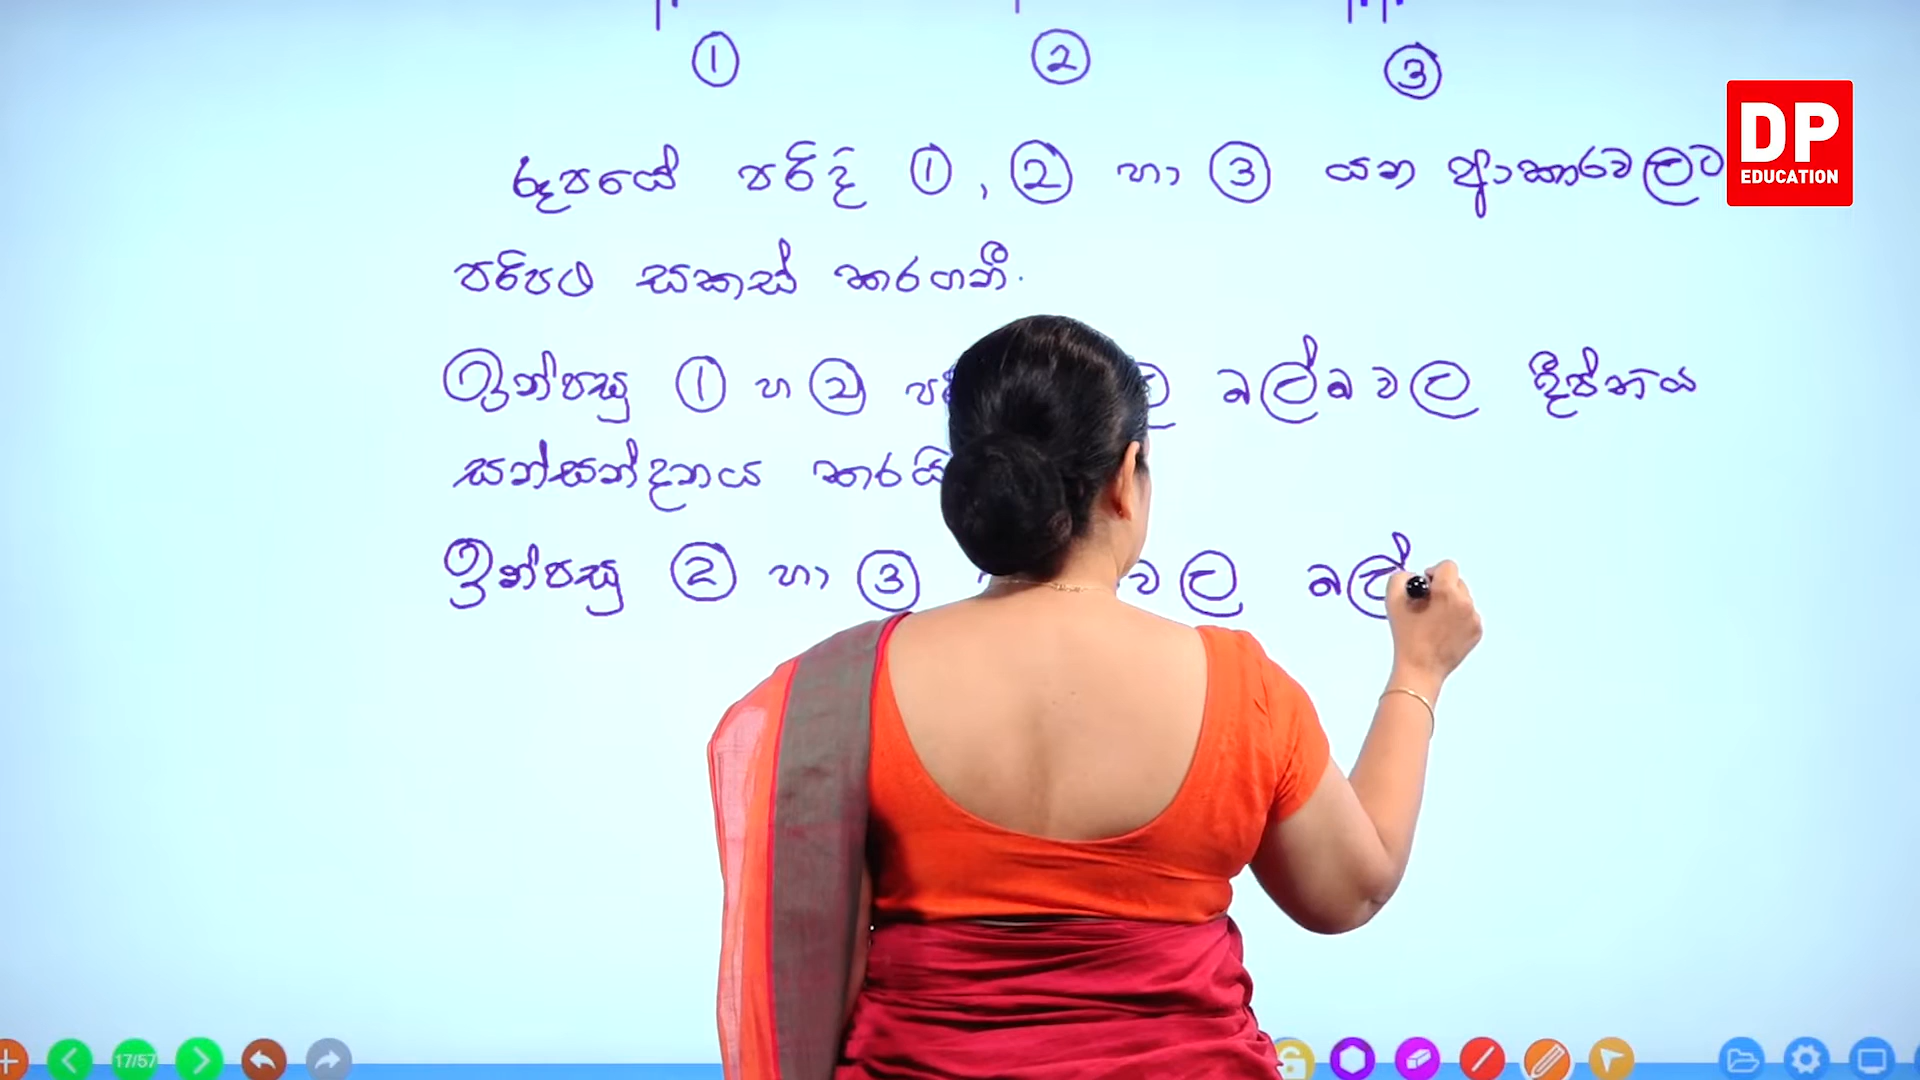 ① ② ③
DP
EDUCATION
රූපයේ පරිදි ①, ② හා ③ යන ආකාරවලට
පරිපථ සකස් කරගනී.
ඉන්පසු ① හ ② බල්බවල දීප්තිය
සන්සන්දනය
ඉන්පසු ② හා ③ වල බල්
17/57